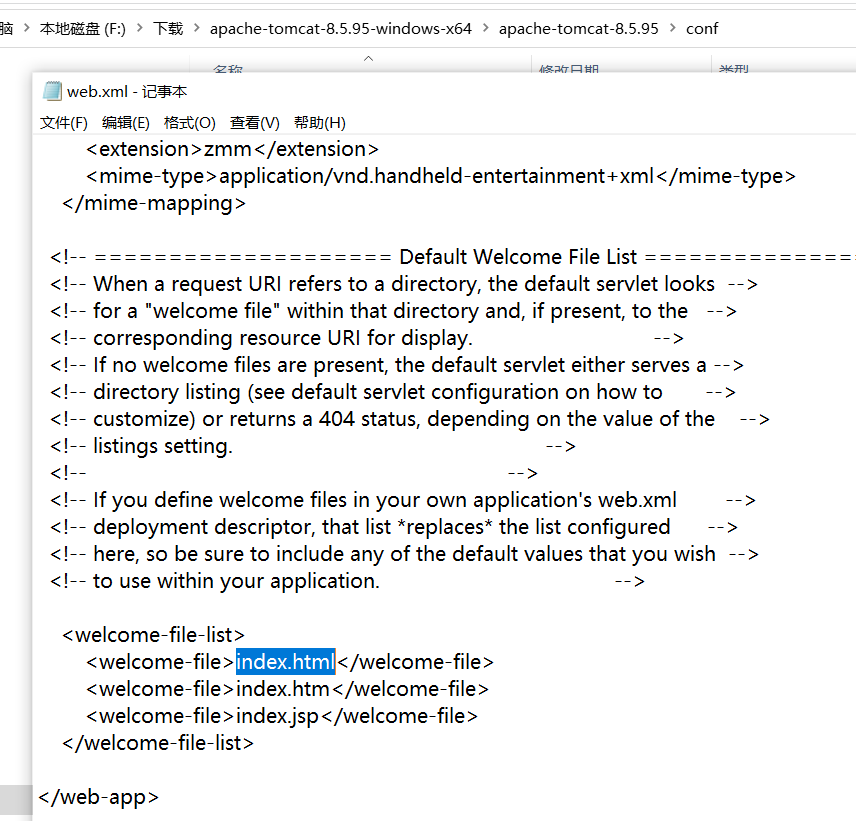 脑 > 本地磁盘 (F:) > 下载 > apache-tomcat-8.5.95-windows-x64 > apache-tomcat-8.5.95 > conf
名称 修改日期 类型
web.xml - 记事本
文件(F) 编辑(E) 格式(O) 查看(V) 帮助(H)
<extension>zmm</extension>
<mime-type>application/vnd.handheld-entertainment+xml</mime-type>
</mime-mapping>
<!-- ==================== Default Welcome File List ==============
<!-- When a request URI refers to a directory, the default servlet looks -->
<!-- for a "welcome file" within that directory and, if present, to the -->
<!-- corresponding resource URI for display. -->
<!-- If no welcome files are present, the default servlet either serves a -->
<!-- directory listing (see default servlet configuration on how to -->
<!-- customize) or returns a 404 status, depending on the value of the -->
<!-- listings setting. -->
<!-- -->
<!-- If you define welcome files in your own application's web.xml -->
<!-- deployment descriptor, that list *replaces* the list configured -->
<!-- here, so be sure to include any of the default values that you wish -->
<!-- to use within your application. -->
<welcome-file-list>
<welcome-file>index.html</welcome-file>
<welcome-file>index.htm</welcome-file>
<welcome-file>index.jsp</welcome-file>
</welcome-file-list>
</web-app>